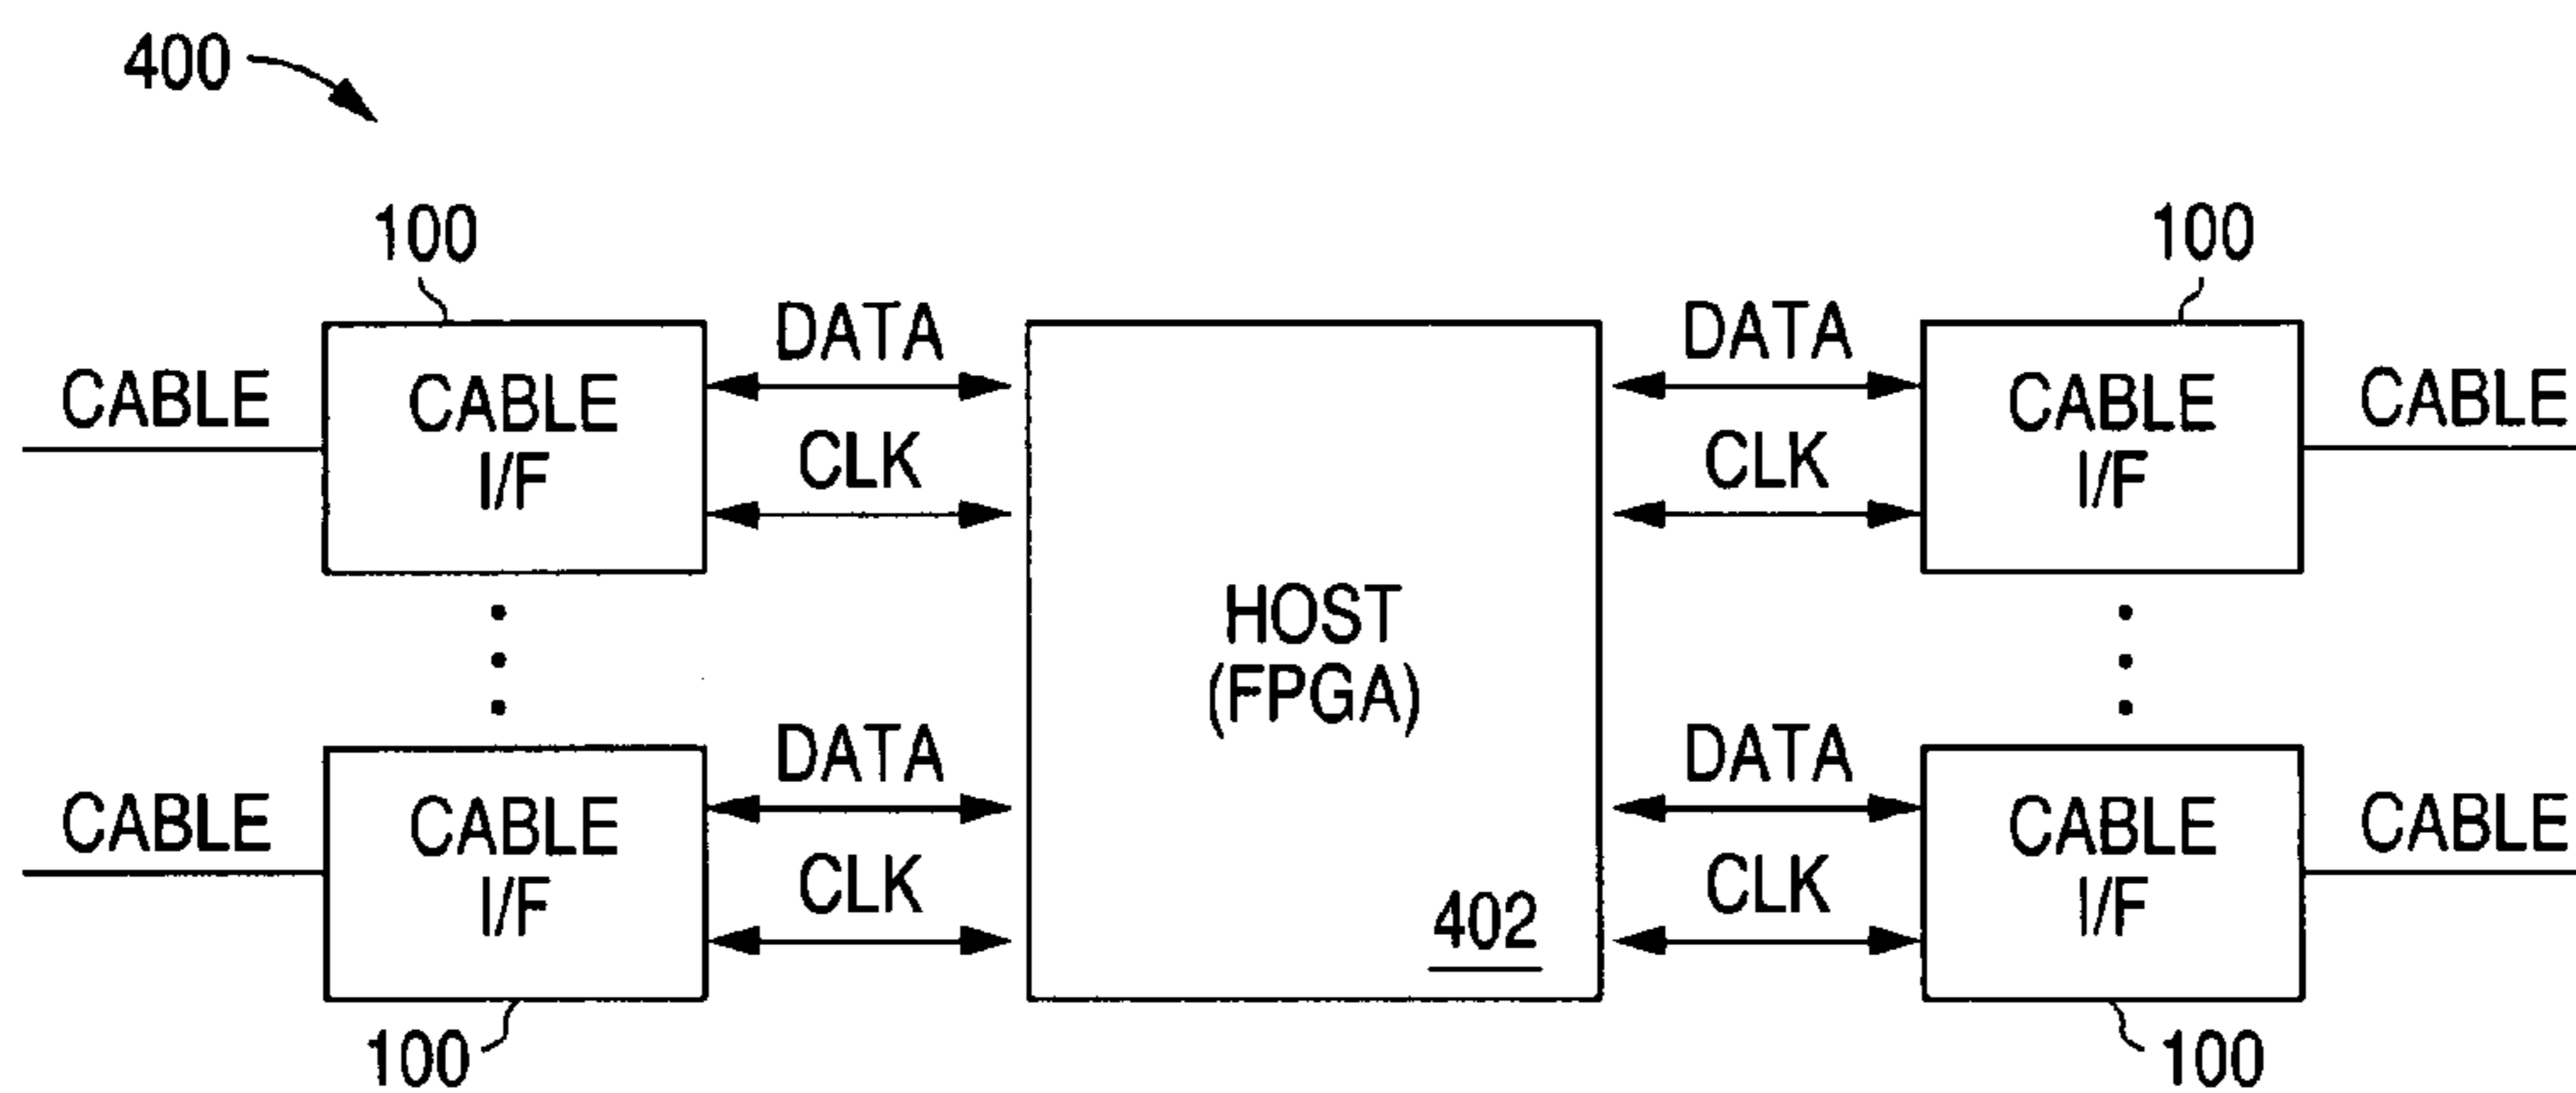 400
100
100
DATA
DATA
CABLE
CABLE
I/F
CLK
CLK
CABLE
I/F
CABLE
HOST
(FPGA)
DATA
DATA
CABLE
CABLE
I/F
CLK
402
CLK
CABLE
I/F
CABLE
100
100